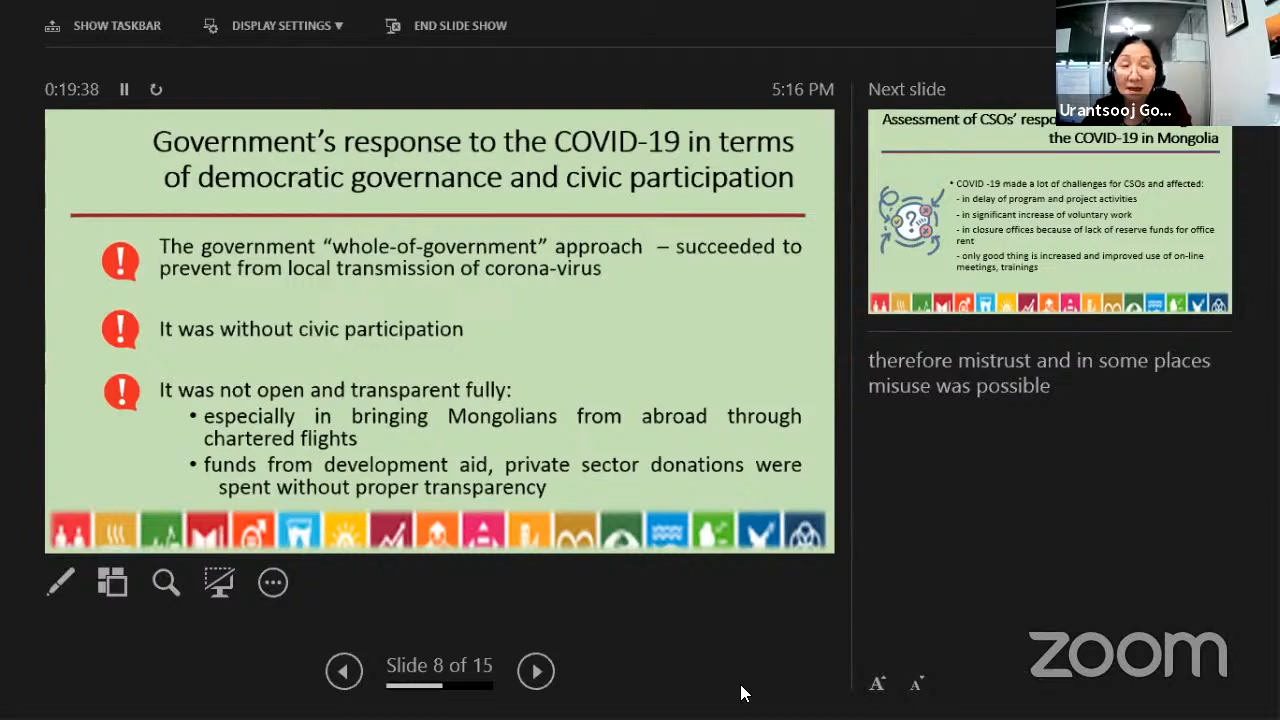 SHOW TASKBAR
DISPLAY SETTINGS ▼
END SLIDE SHOW
0:19:38
5:16 PM
Government's response to the COVID-19 in terms
of democratic governance and civic participation
The government “whole-of-government” approach – succeeded to
prevent from local transmission of corona-virus
It was without civic participation
It was not open and transparent fully:
• especially in bringing Mongolians from abroad through
chartered flights
• funds from development aid, private sector donations were
spent without proper transparency
Slide 8 of 15
Next slide
Urantsooj Go...
Assessment of CSOs' respo
the COVID-19 in Mongolia
• COVID -19 made a lot of challenges for CSOs and affected:
- in delay of program and project activities
- in significant increase of voluntary work
- in closure offices because of lack of reserve funds for office
rent
- only good thing is increased and improved use of on-line
meetings, trainings
therefore mistrust and in some places
misuse was possible
A A
zoom